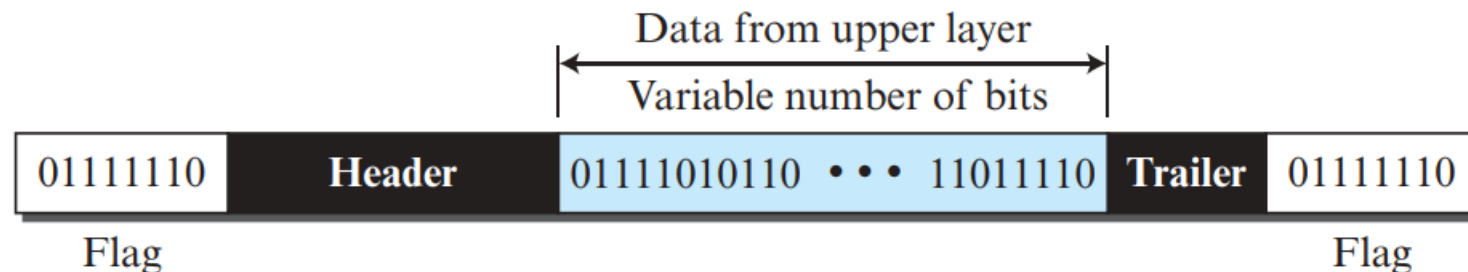 Data from upper layer
Variable number of bits
01111110 Header 01111010110 • • • 11011110 Trailer 01111110
Flag Flag